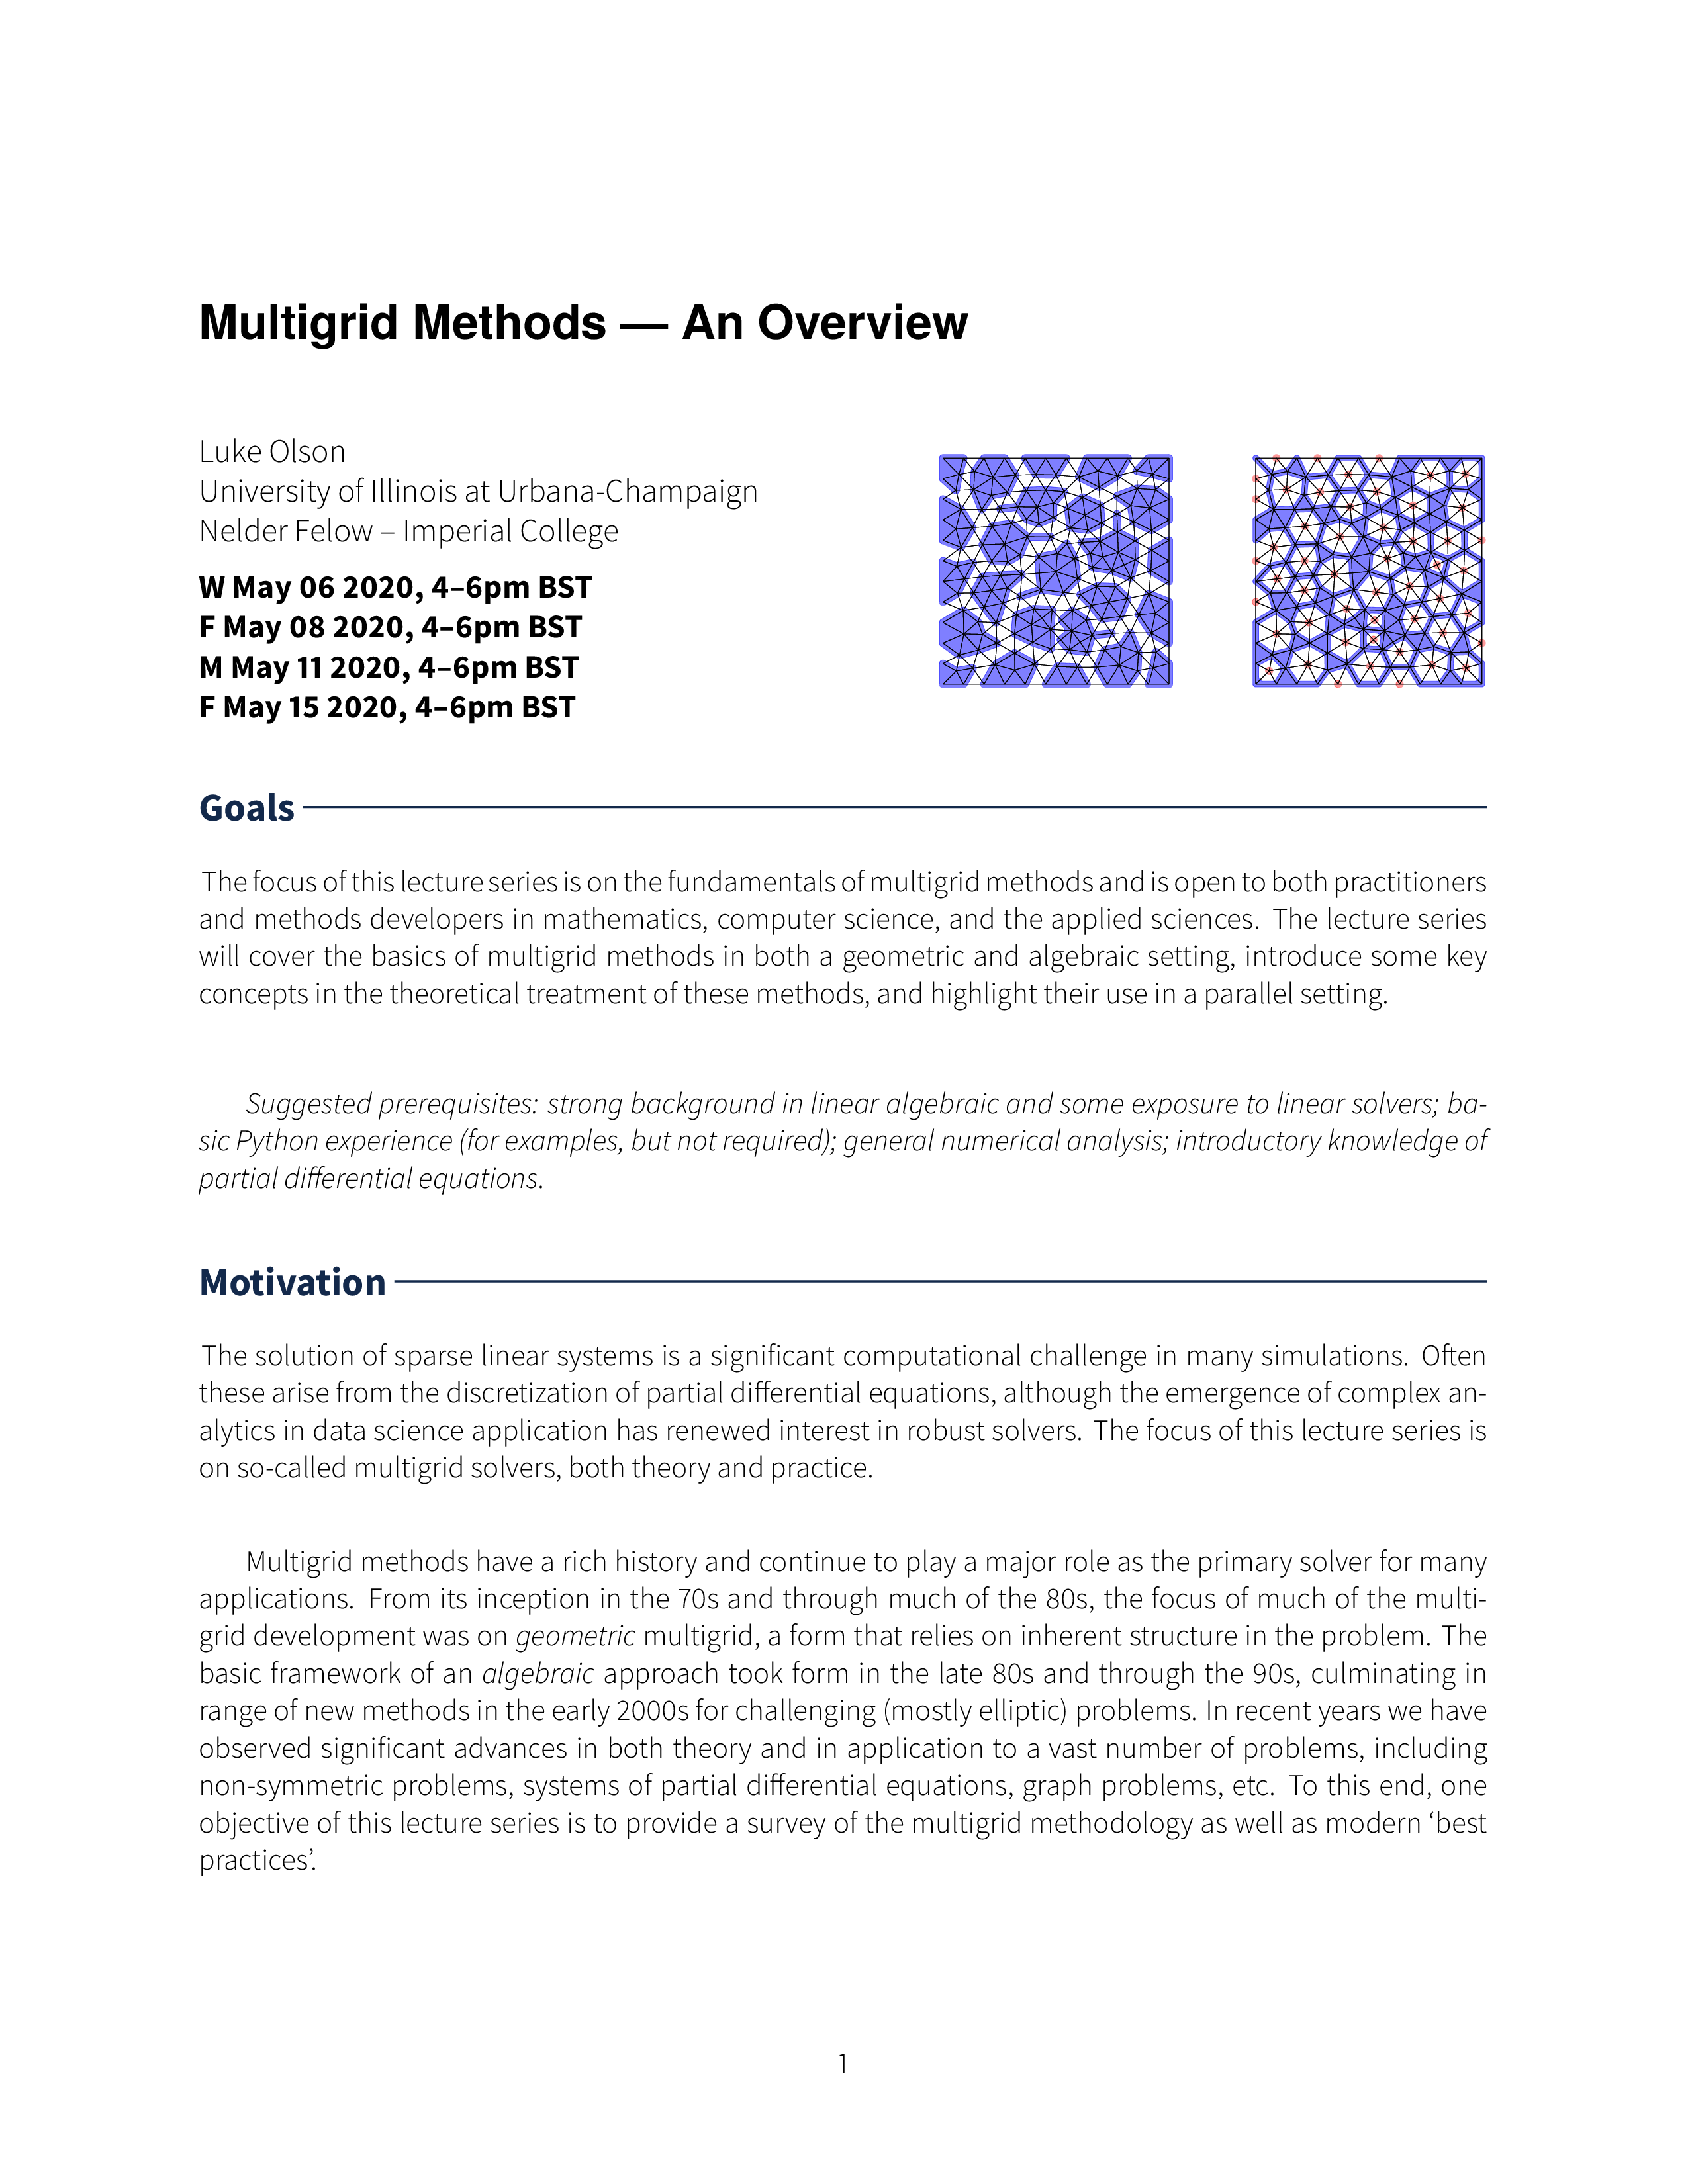 Multigrid Methods — An Overview
Luke Olson
University of Illinois at Urbana-Champaign
Nelder Felow – Imperial College
W May 06 2020, 4–6pm BST
F May 08 2020, 4–6pm BST
M May 11 2020, 4–6pm BST
F May 15 2020, 4–6pm BST
Goals
The focus of this lecture series is on the fundamentals of multigrid methods and is open to both practitioners
and methods developers in mathematics, computer science, and the applied sciences. The lecture series
will cover the basics of multigrid methods in both a geometric and algebraic setting, introduce some key
concepts in the theoretical treatment of these methods, and highlight their use in a parallel setting.
Suggested prerequisites: strong background in linear algebraic and some exposure to linear solvers; ba-
sic Python experience (for examples, but not required); general numerical analysis; introductory knowledge of
partial differential equations.
Motivation
The solution of sparse linear systems is a significant computational challenge in many simulations. Often
these arise from the discretization of partial differential equations, although the emergence of complex an-
alytics in data science application has renewed interest in robust solvers. The focus of this lecture series is
on so-called multigrid solvers, both theory and practice.
Multigrid methods have a rich history and continue to play a major role as the primary solver for many
applications. From its inception in the 70s and through much of the 80s, the focus of much of the multi-
grid development was on geometric multigrid, a form that relies on inherent structure in the problem. The
basic framework of an algebraic approach took form in the late 80s and through the 90s, culminating in
range of new methods in the early 2000s for challenging (mostly elliptic) problems. In recent years we have
observed significant advances in both theory and in application to a vast number of problems, including
non-symmetric problems, systems of partial differential equations, graph problems, etc. To this end, one
objective of this lecture series is to provide a survey of the multigrid methodology as well as modern ‘best
practices’.
1